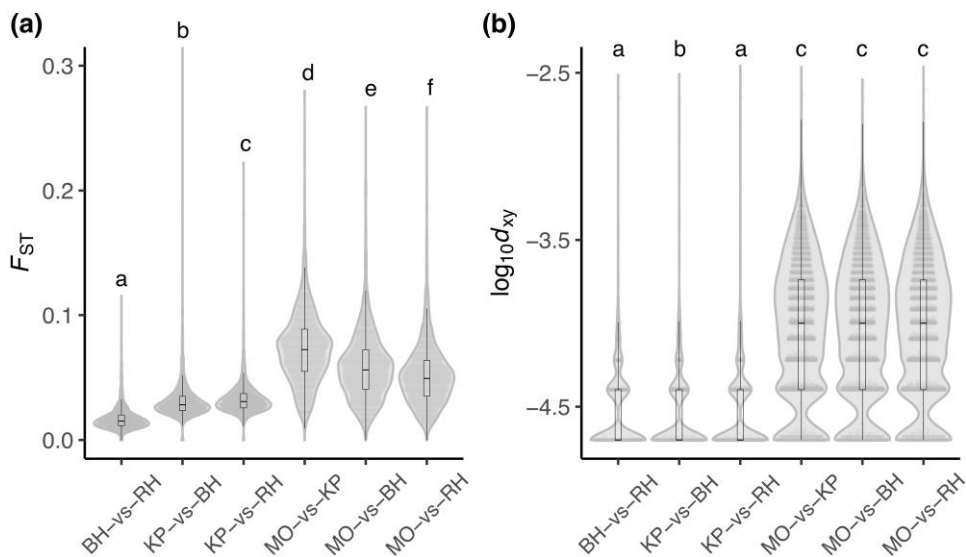 (a)
a
b
c
d
e
f
0.3
0.2
0.1
0.0
FST
BH–vs–RH
KP–vs–BH
KP–vs–RH
MO–vs–KP
MO–vs–BH
MO–vs–RH
(b)
a
b
a
c
c
c
−2.5
−3.5
−4.5
log10dxy
BH–vs–RH
KP–vs–BH
KP–vs–RH
MO–vs–KP
MO–vs–BH
MO–vs–RH